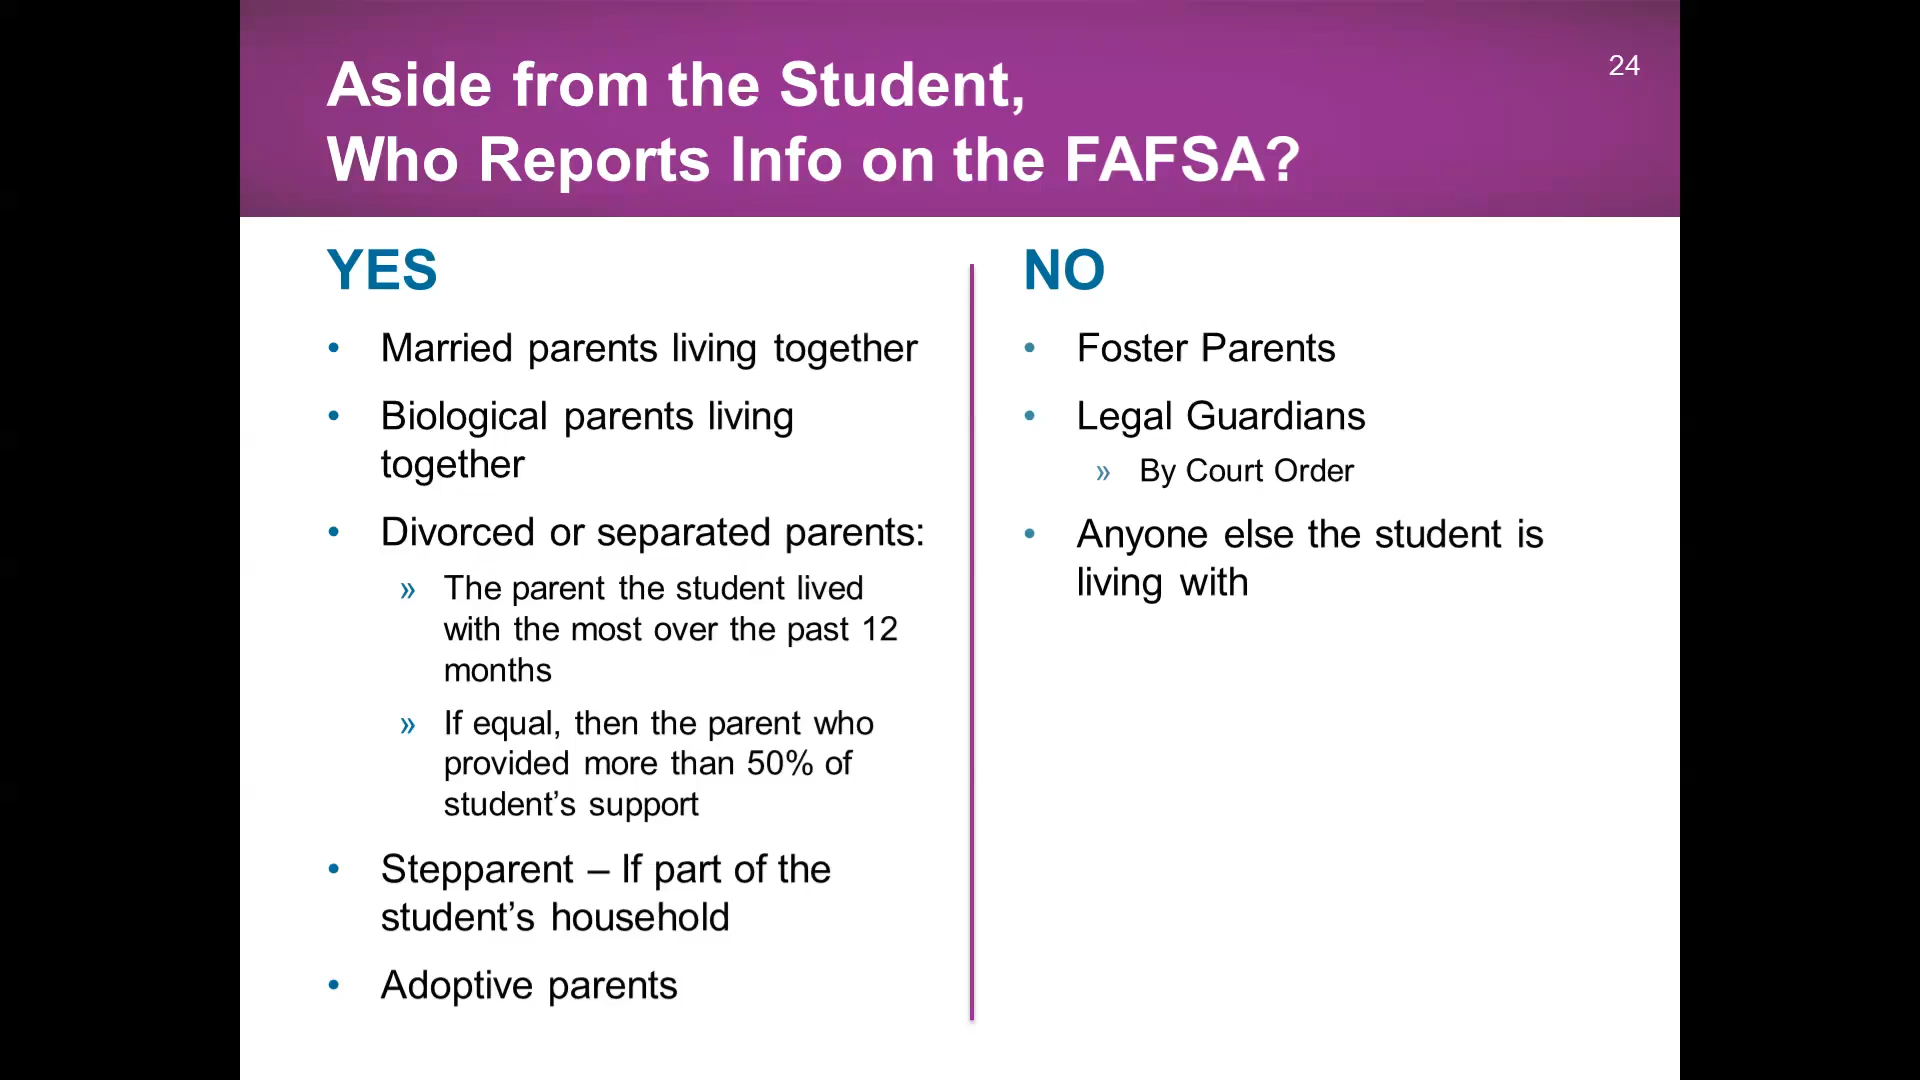 Aside from the Student,
Who Reports Info on the FAFSA?
24
YES
• Married parents living together
• Biological parents living
together
• Divorced or separated parents:
» The parent the student lived
with the most over the past 12
months
» If equal, then the parent who
provided more than 50% of
student’s support
• Stepparent – If part of the
student’s household
• Adoptive parents
NO
• Foster Parents
• Legal Guardians
» By Court Order
• Anyone else the student is
living with